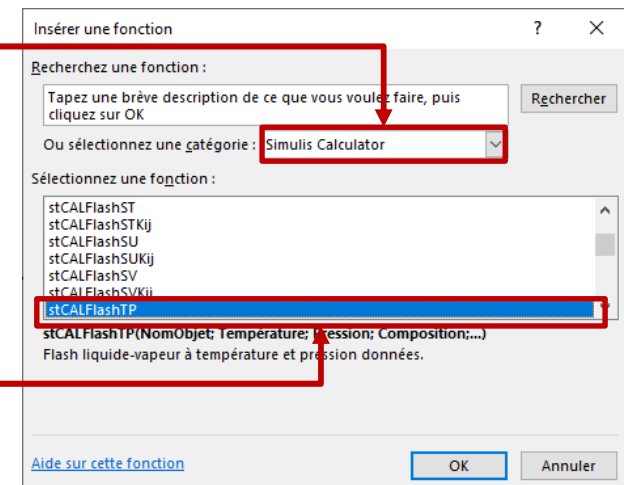 Insérer une fonction ? ×
Recherchez une fonction :
Tapez une brève description de ce que vous voulez faire, puis
cliquez sur OK
Rechercher
Ou sélectionnez une catégorie : Simulis Calculator
Sélectionnez une fonction :
stCALFlashST
stCALFlashSTKij
stCALFlashSU
stCALFlashSUKij
stCALFlashSV
stCALFlashSVKij
stCALFlashTP
stCALFlashTP(NomObjet; Température; Pression; Composition;...)
Flash liquide-vapeur à température et pression données.
Aide sur cette fonction
OK
Annuler